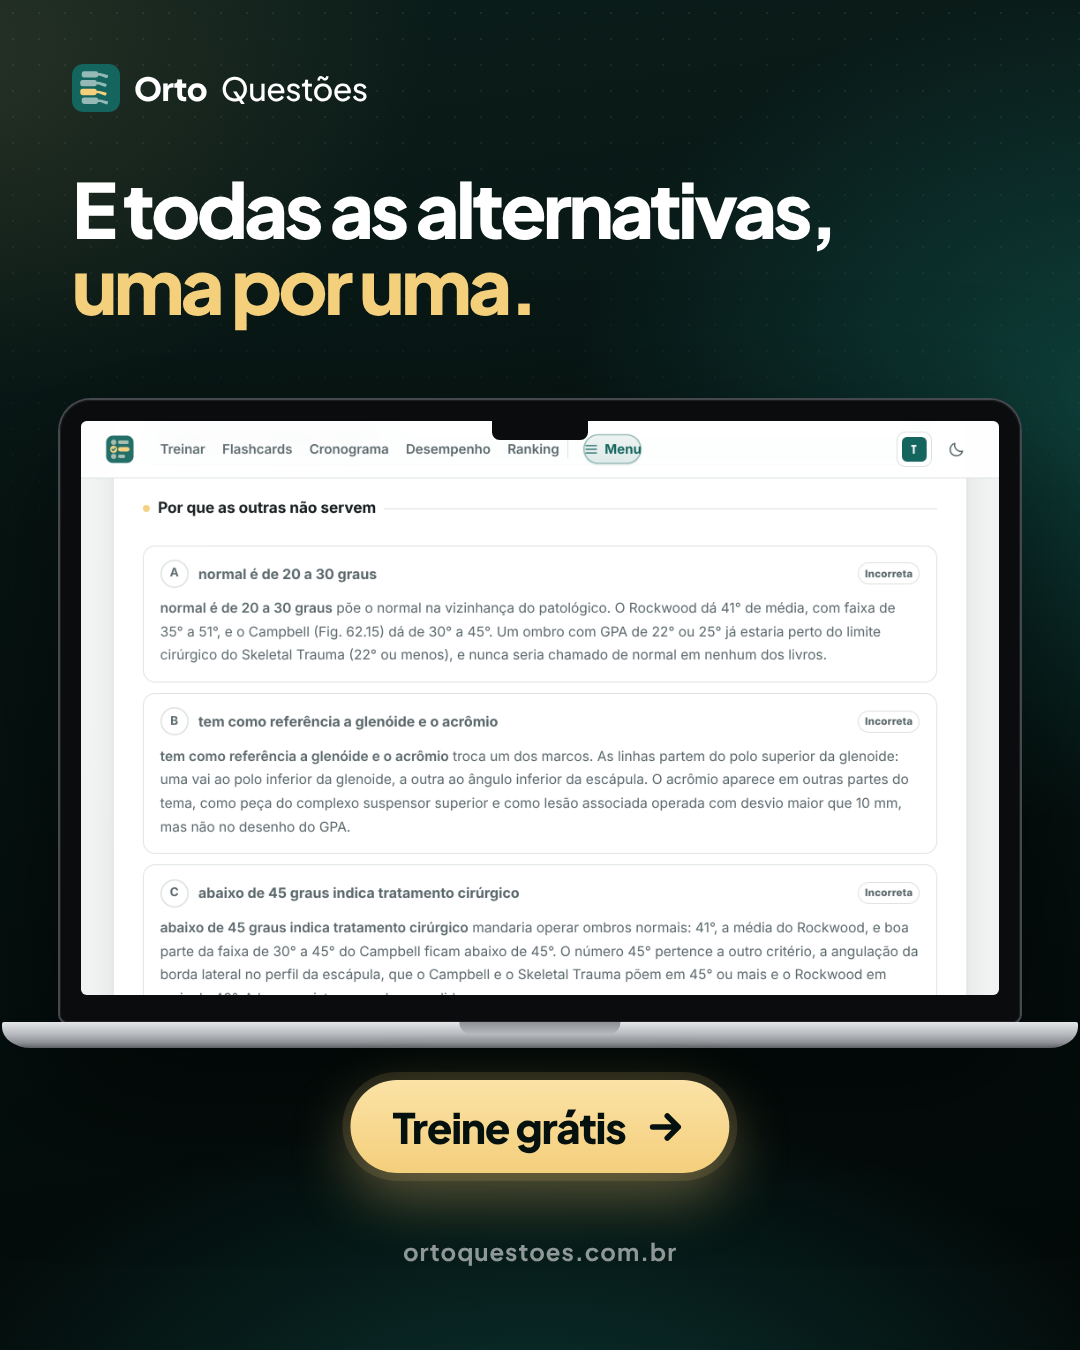 Orto Questões
E todas as alternativas,
uma por uma.
Treinar Flashcards Cronograma Desempenho Ranking Menu T
Por que as outras não servem
A normal é de 20 a 30 graus Incorreta
normal é de 20 a 30 graus põe o normal na vizinhança do patológico. O Rockwood dá 41° de média, com faixa de
35° a 51°, e o Campbell (Fig. 62.15) dá de 30° a 45°. Um ombro com GPA de 22° ou 25° já estaria perto do limite
cirúrgico do Skeletal Trauma (22° ou menos), e nunca seria chamado de normal em nenhum dos livros.
B tem como referência a glenóide e o acrômio Incorreta
tem como referência a glenóide e o acrômio troca um dos marcos. As linhas partem do polo superior da glenoide:
uma vai ao polo inferior da glenoide, a outra ao ângulo inferior da escápula. O acrômio aparece em outras partes do
tema, como peça do complexo suspensor superior e como lesão associada operada com desvio maior que 10 mm,
mas não no desenho do GPA.
C abaixo de 45 graus indica tratamento cirúrgico Incorreta
abaixo de 45 graus indica tratamento cirúrgico mandaria operar ombros normais: 41°, a média do Rockwood, e boa
parte da faixa de 30° a 45° do Campbell ficam abaixo de 45°. O número 45° pertence a outro critério, a angulação da
borda lateral no perfil da escápula, que o Campbell e o Skeletal Trauma põem em 45° ou mais e o Rockwood em
Treine grátis
ortoquestoes.com.br